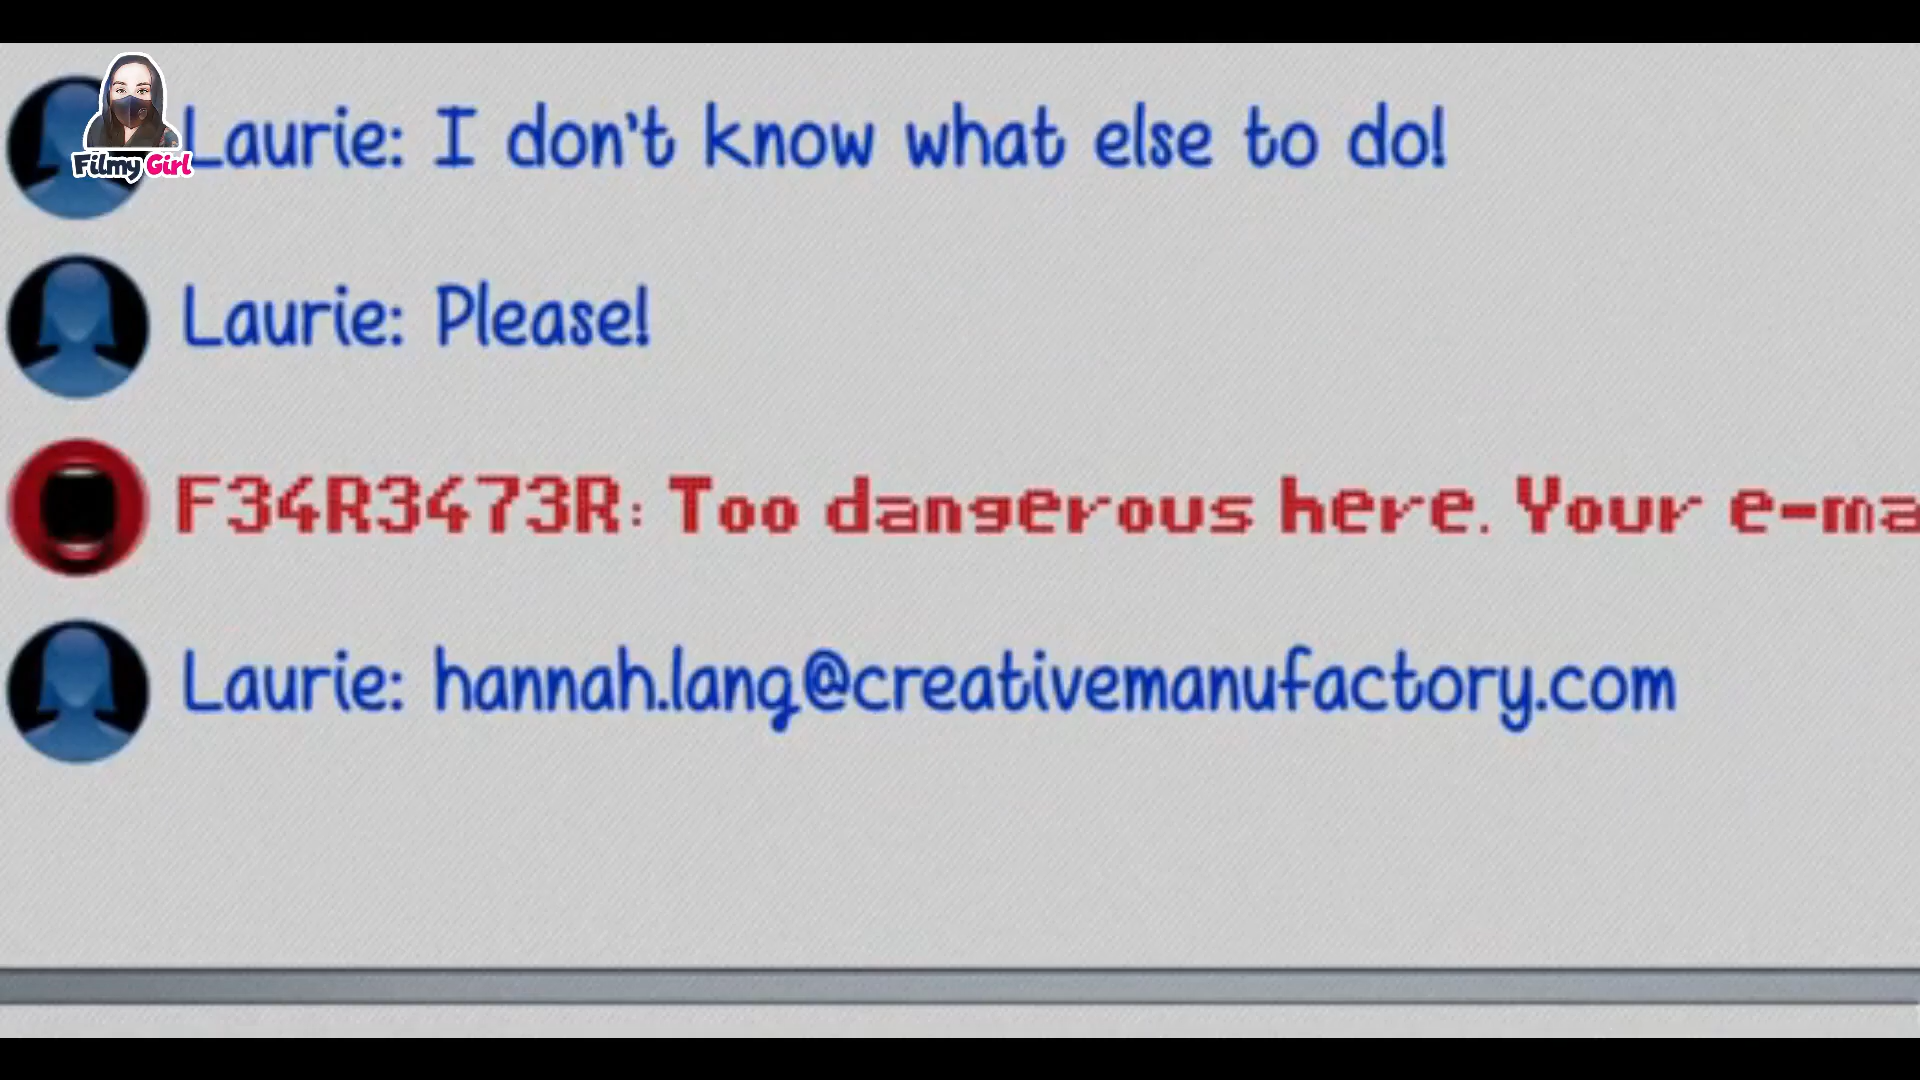 Filmy Girl
Laurie: I don't know what else to do!
Laurie: Please!
F34R3473R: Too dangerous here. Your e-ma
Laurie: hannah.lang@creativemanufactory.com